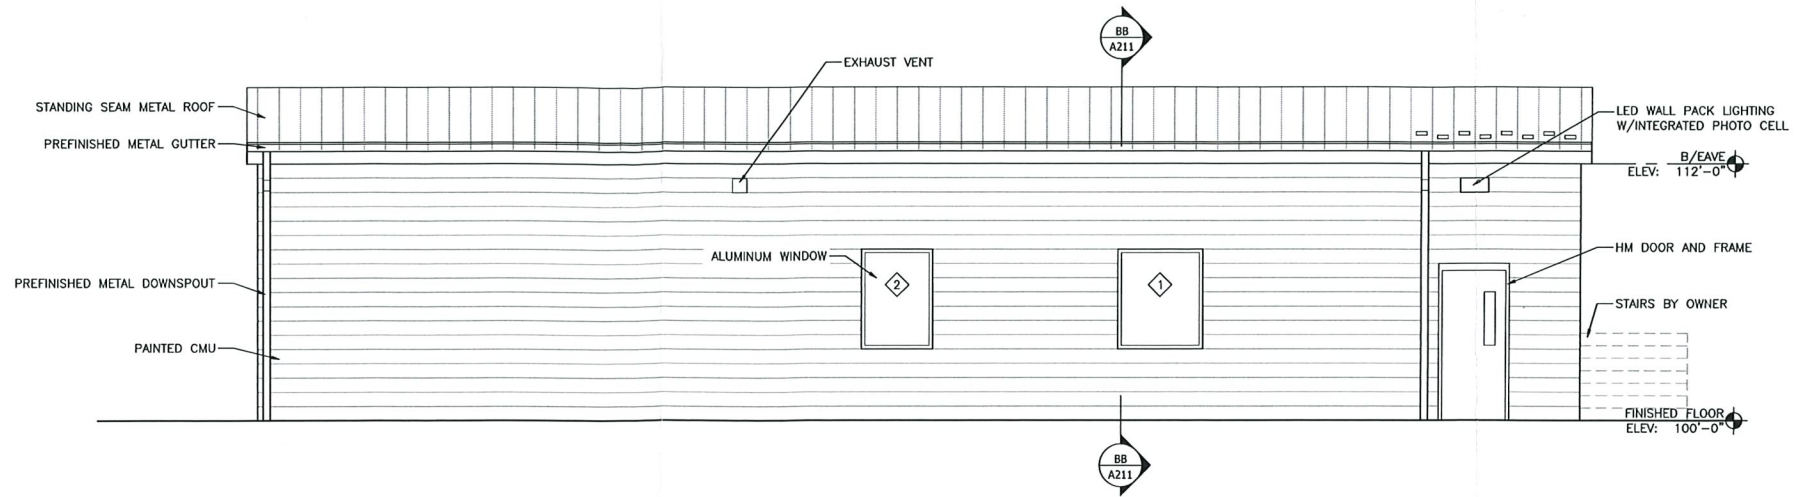 BB
A211
EXHAUST VENT
STANDING SEAM METAL ROOF
PREFINISHED METAL GUTTER
LED WALL PACK LIGHTING
W/INTEGRATED PHOTO CELL
B/EAVE
ELEV: 112'-0"
ALUMINUM WINDOW
2
1
HM DOOR AND FRAME
PREFINISHED METAL DOWNSPOUT
STAIRS BY OWNER
PAINTED CMU
FINISHED FLOOR
ELEV: 100'-0"
BB
A211